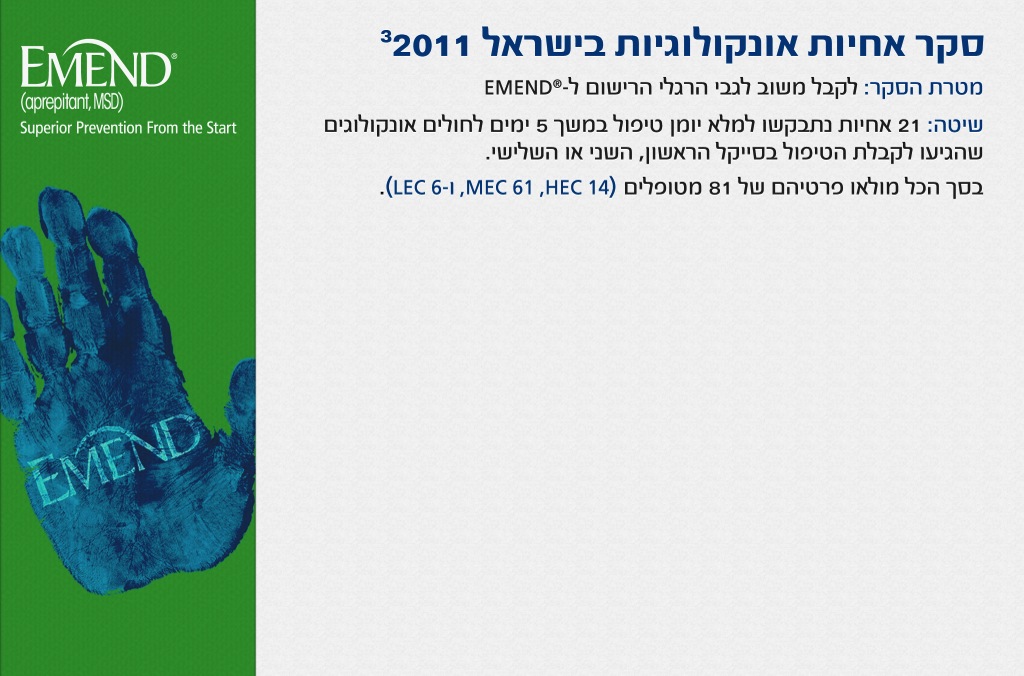 EMEND®
(aprepitant, MSD)
Superior Prevention From the Start
EMEND
סקר אחיות אונקולוגיות בישראל 2011³
מטרת הסקר: לקבל משוב לגבי הרגלי הרישום ל-EMEND®
שיטה: 21 אחיות נתבקשו למלא יומן טיפול במשך 5 ימים לחולים אונקולוגים
שהגיעו לקבלת הטיפול בסייקל הראשון, השני או השלישי.
בסך הכל מולאו פרטיהם של 81 מטופלים (HEC 14, MEC 61, ו-LEC 6).